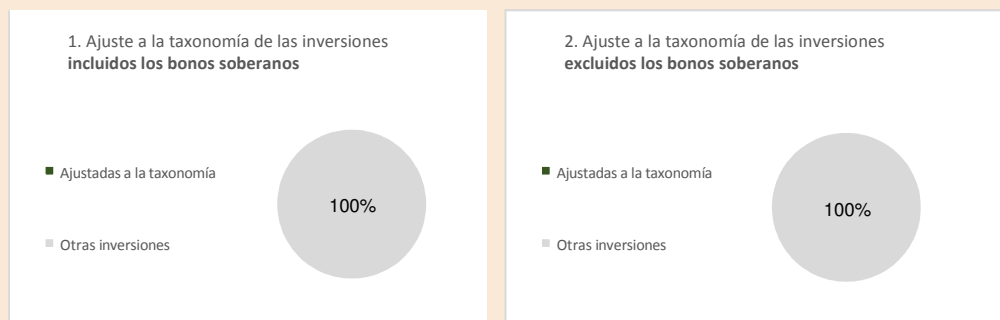 1. Ajuste a la taxonomía de las inversiones
incluidos los bonos soberanos
Ajustadas a la taxonomía
100%
Otras inversiones
2. Ajuste a la taxonomía de las inversiones
excluidos los bonos soberanos
Ajustadas a la taxonomía
100%
Otras inversiones